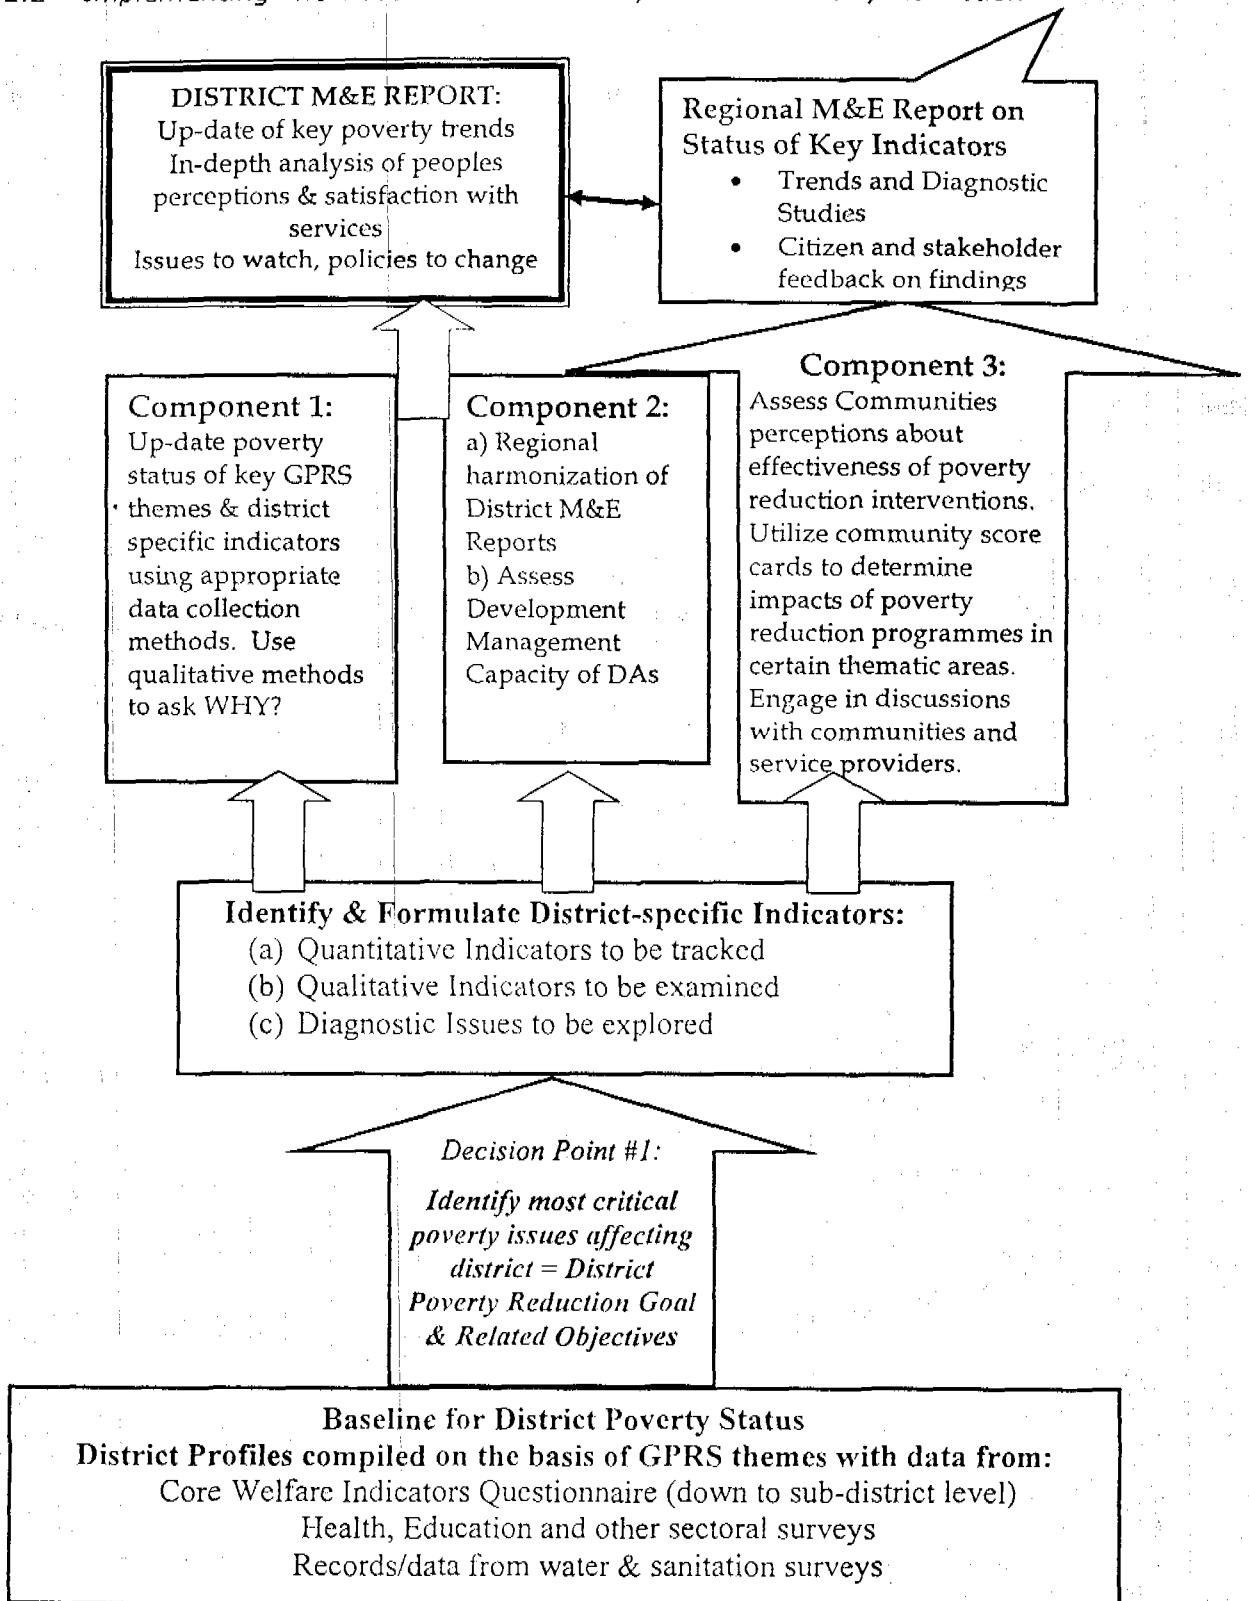 DISTRICT M&E REPORT:
Up-date of key poverty trends
In-depth analysis of peoples
perceptions & satisfaction with
services
Issues to watch, policies to change
Regional M&E Report on
Status of Key Indicators
• Trends and Diagnostic
Studies
• Citizen and stakeholder
feedback on findings
Component 1:
Up-date poverty
status of key GPRS
themes & district
specific indicators
using appropriate
data collection
methods. Use
qualitative methods
to ask WHY?
Component 2:
a) Regional
harmonization of
District M&E
Reports
b) Assess
Development
Management
Capacity of DAs
Component 3:
Assess Communities
perceptions about
effectiveness of poverty
reduction interventions.
Utilize community score
cards to determine
impacts of poverty
reduction programmes in
certain thematic areas.
Engage in discussions
with communities and
service providers.
Identify & Formulate District-specific Indicators:
(a) Quantitative Indicators to be tracked
(b) Qualitative Indicators to be examined
(c) Diagnostic Issues to be explored
Decision Point #1:
Identify most critical
poverty issues affecting
district = District
Poverty Reduction Goal
& Related Objectives
Baseline for District Poverty Status
District Profiles compiled on the basis of GPRS themes with data from:
Core Welfare Indicators Questionnaire (down to sub-district level)
Health, Education and other sectoral surveys
Records/data from water & sanitation surveys